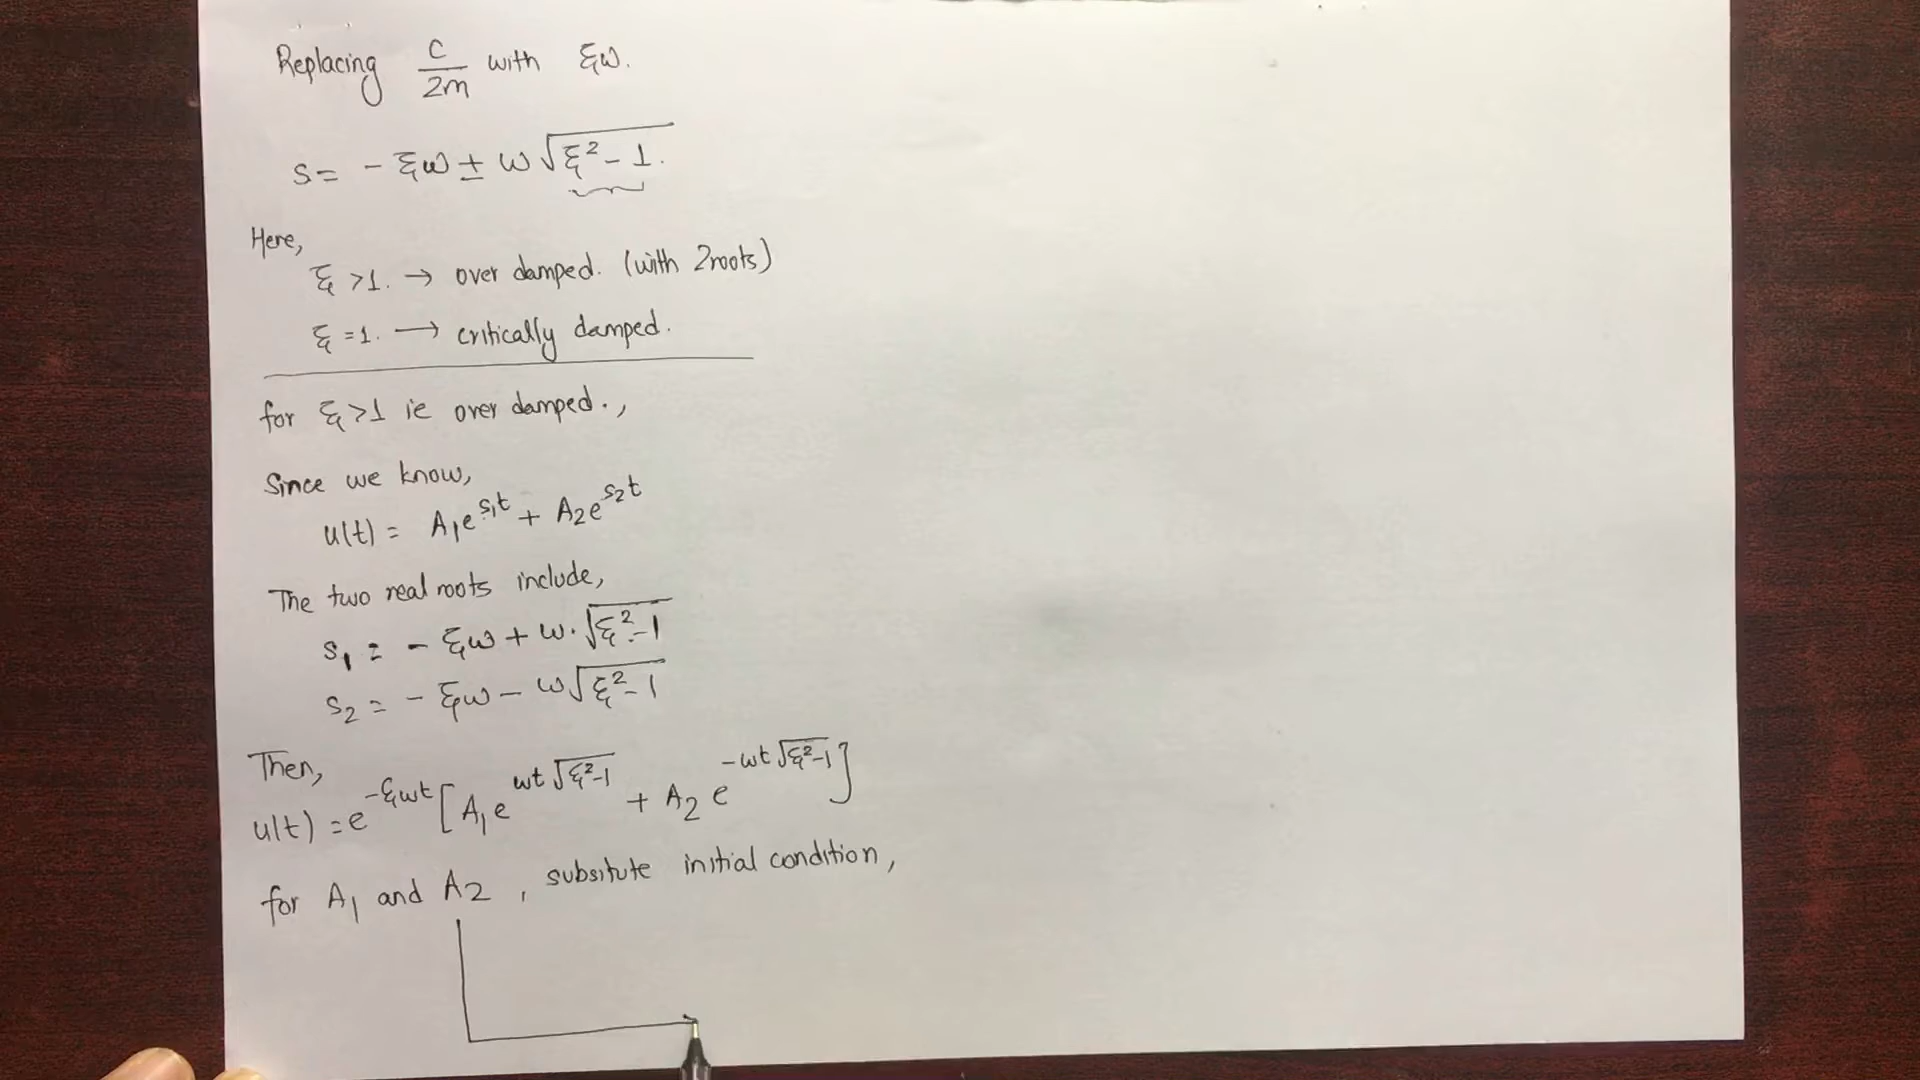 Replacing c/2m with ξω.
s = - ξω ± ω √ξ² - 1.
Here,
ξ >1. → over damped. (with 2roots)
ξ =1. → critically damped.
for ξ >1 ie over damped.,
Since we know,
u(t) = A₁e^s₁t + A₂e^s₂t
The two real roots include,
s₁ = - ξω + ω. √ξ² -1
s₂ = - ξω - ω√ξ² -1
Then,
u(t) = e^-ξωt [A₁e^ωt √ξ²-1 + A₂ e^-ωt √ξ²-1]
for A₁ and A₂ , subsitute initial condition,